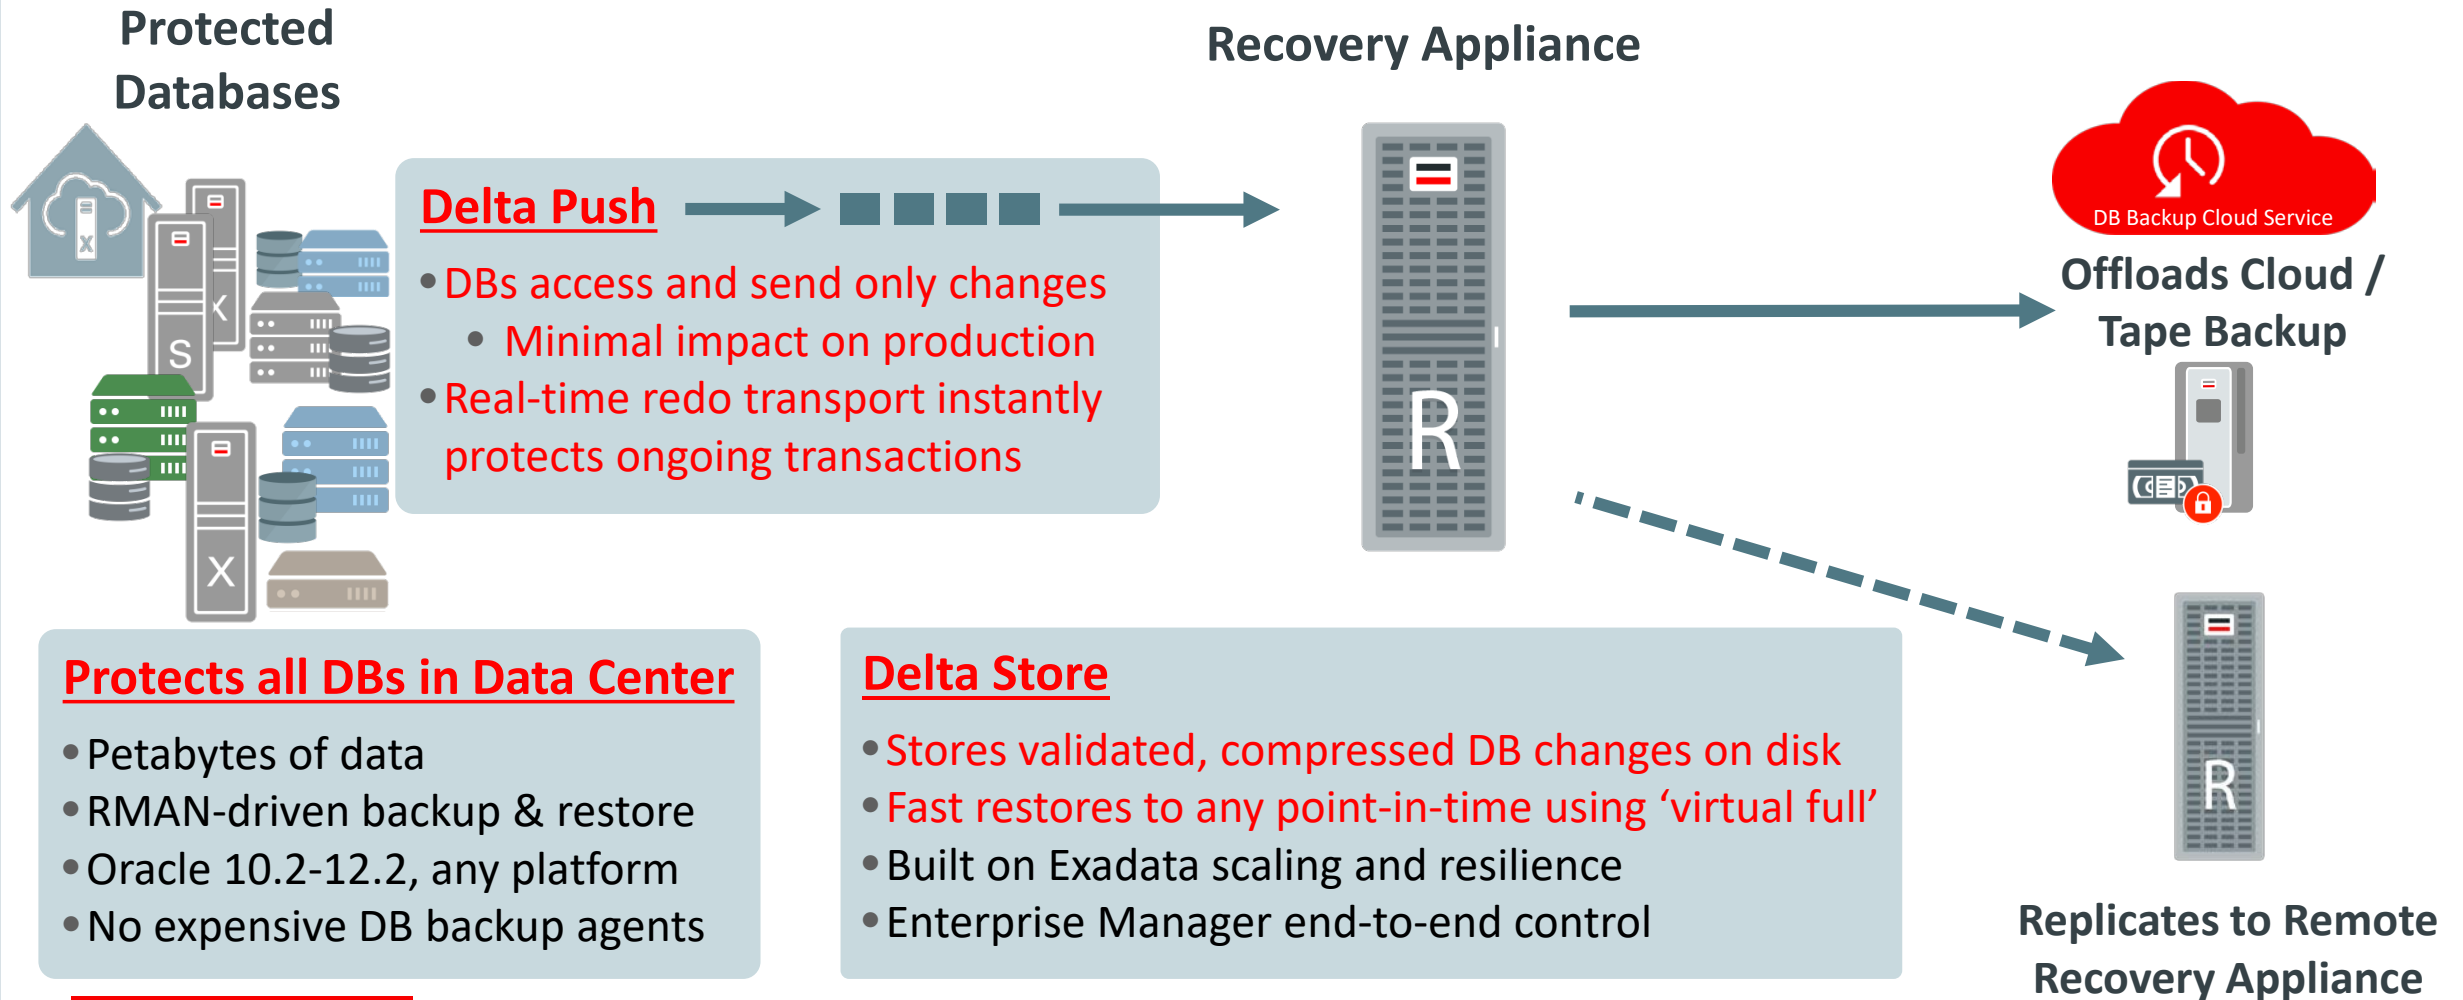 Protected
Databases
Recovery Appliance
Delta Push
• DBs access and send only changes
• Minimal impact on production
• Real-time redo transport instantly
protects ongoing transactions
X
X
S
X
R
DB Backup Cloud Service
Offloads Cloud /
Tape Backup
Protects all DBs in Data Center
• Petabytes of data
• RMAN-driven backup & restore
• Oracle 10.2-12.2, any platform
• No expensive DB backup agents
Delta Store
• Stores validated, compressed DB changes on disk
• Fast restores to any point-in-time using ‘virtual full’
• Built on Exadata scaling and resilience
• Enterprise Manager end-to-end control
R
Replicates to Remote
Recovery Appliance